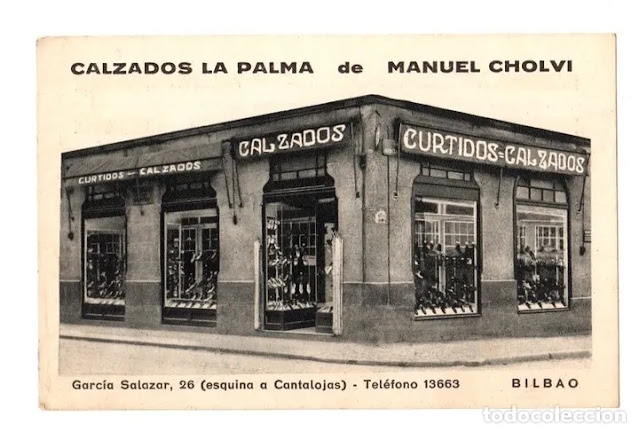 CALZADOS LA PALMA de MANUEL CHOLVI
CURTIDOS - CALZADOS
CALZADOS
CURTIDOS=CALZADOS
García Salazar, 26 (esquina a Cantalojas) - Teléfono 13663 BILBAO
todocoleccion